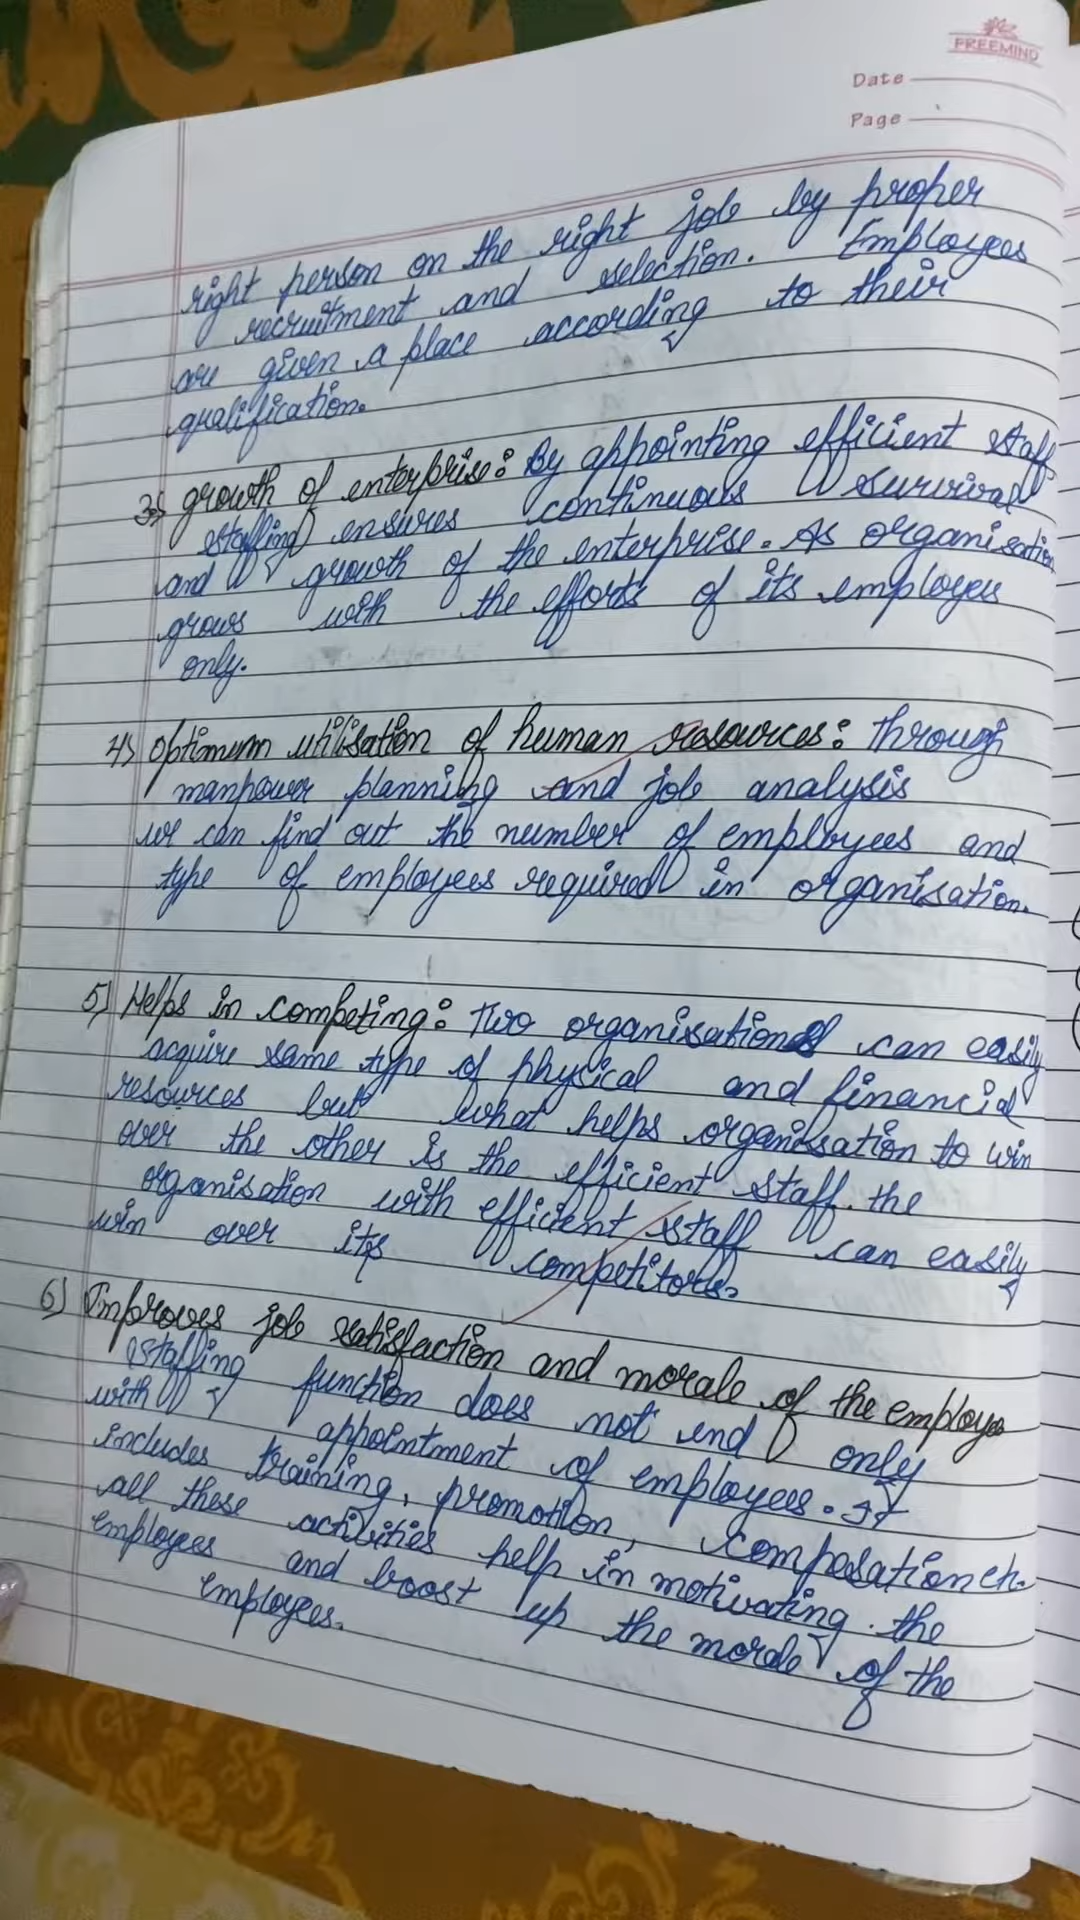 FREEMIND
Date
Page
right person on the right job by proper
recruitment and selection. Employees
are given a place according to their
qualification.
3) growth of enterprise: By appointing efficient staff
staffing ensures continuous survival
and growth of the enterprise. As organisation
grows with the efforts of its employees
only.
4) Optimum utilisation of human resources: through
manpower planning and job analysis
we can find out the number of employees and
type of employees required in organisation.
5) Helps in competing: Two organisations can easily
acquire same type of physical and financial
resources but what helps organisation to win
over the other is the efficient staff. the
organisation with efficient staff can easily
win over its competitors.
6) Improves job satisfaction and morale of the employee
staffing function does not end only
with appointment of employees. It
includes training, promotion, compesation etc.
all these activities help in motivating the
employees and boost up the morale of the
employees.